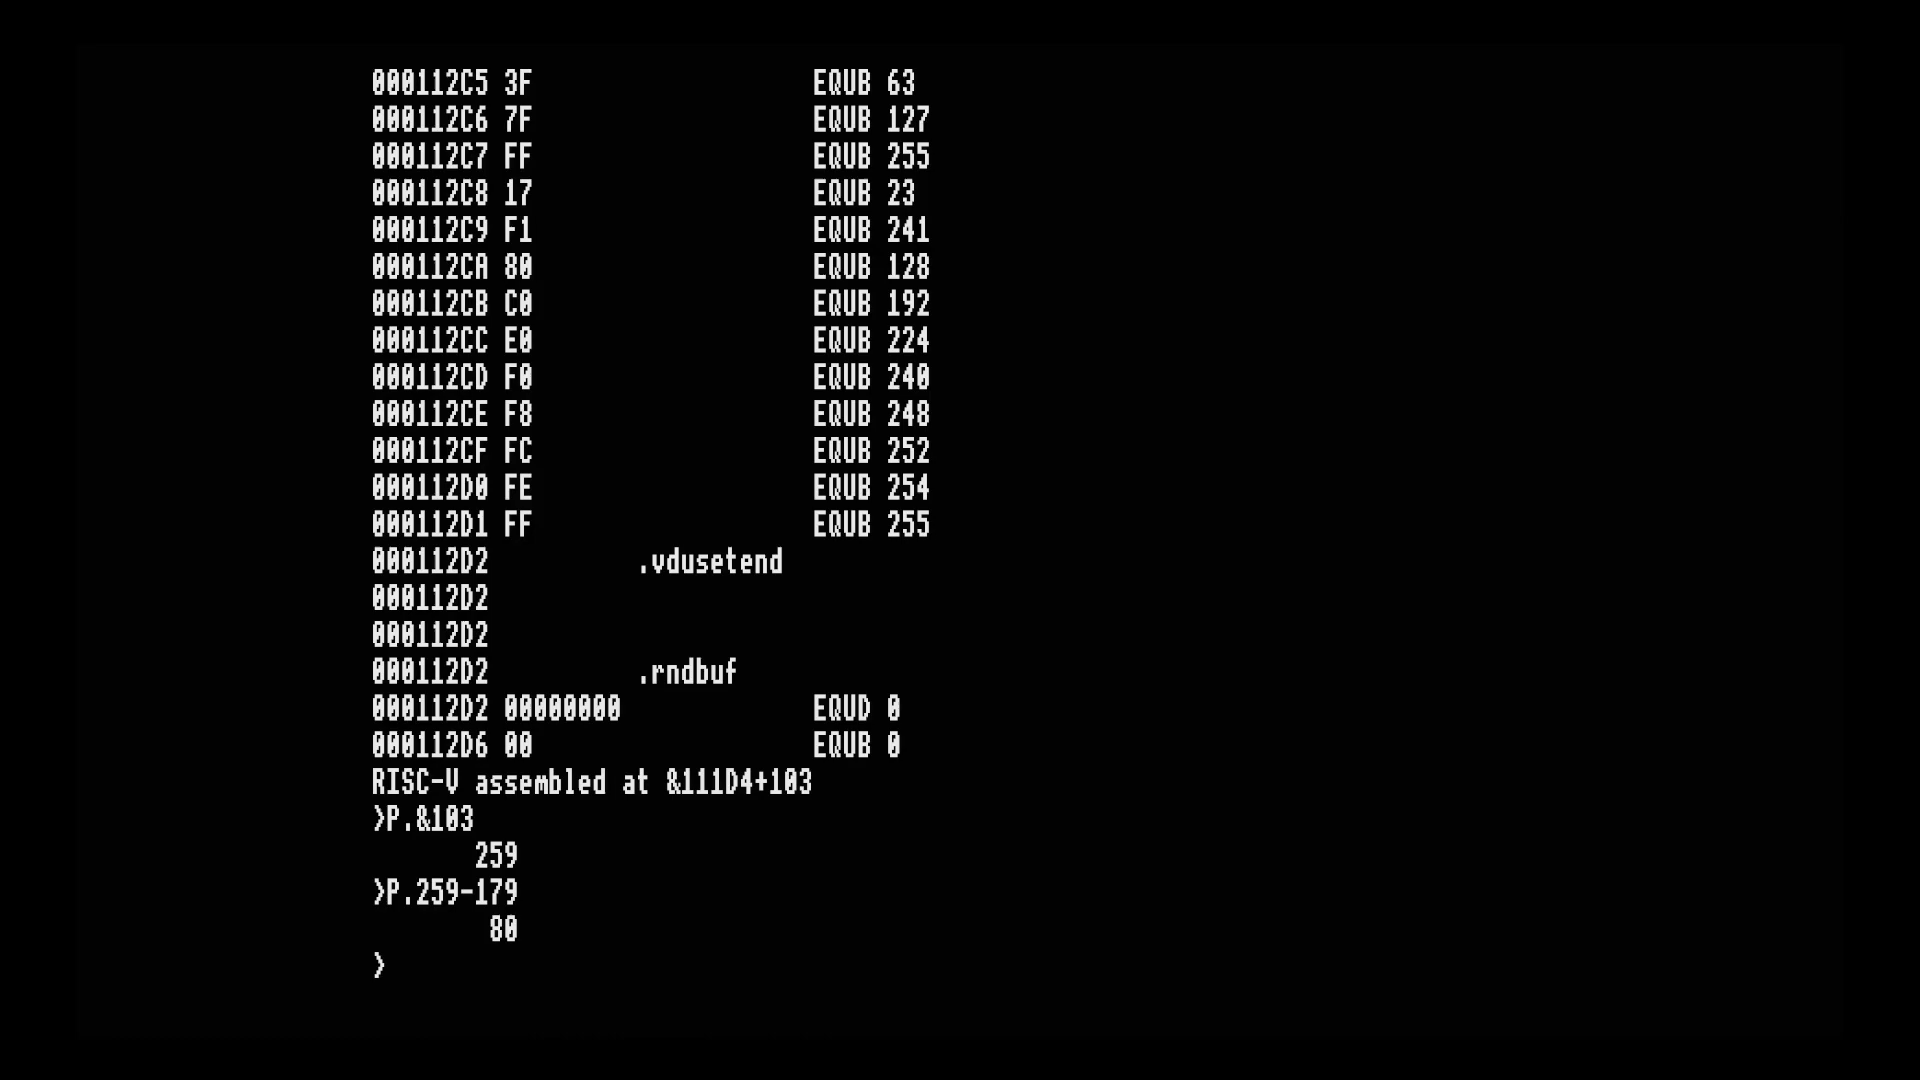 000112C5 3F EQUB 63
000112C6 7F EQUB 127
000112C7 FF EQUB 255
000112C8 17 EQUB 23
000112C9 F1 EQUB 241
000112CA 80 EQUB 128
000112CB C0 EQUB 192
000112CC E0 EQUB 224
000112CD F0 EQUB 240
000112CE F8 EQUB 248
000112CF FC EQUB 252
000112D0 FE EQUB 254
000112D1 FF EQUB 255
000112D2 .vdusetend
000112D2
000112D2
000112D2 .rndbuf
000112D2 00000000 EQUD 0
000112D6 00 EQUB 0
RISC-V assembled at &111D4+103
>P.&103
259
>P.259-179
80
>